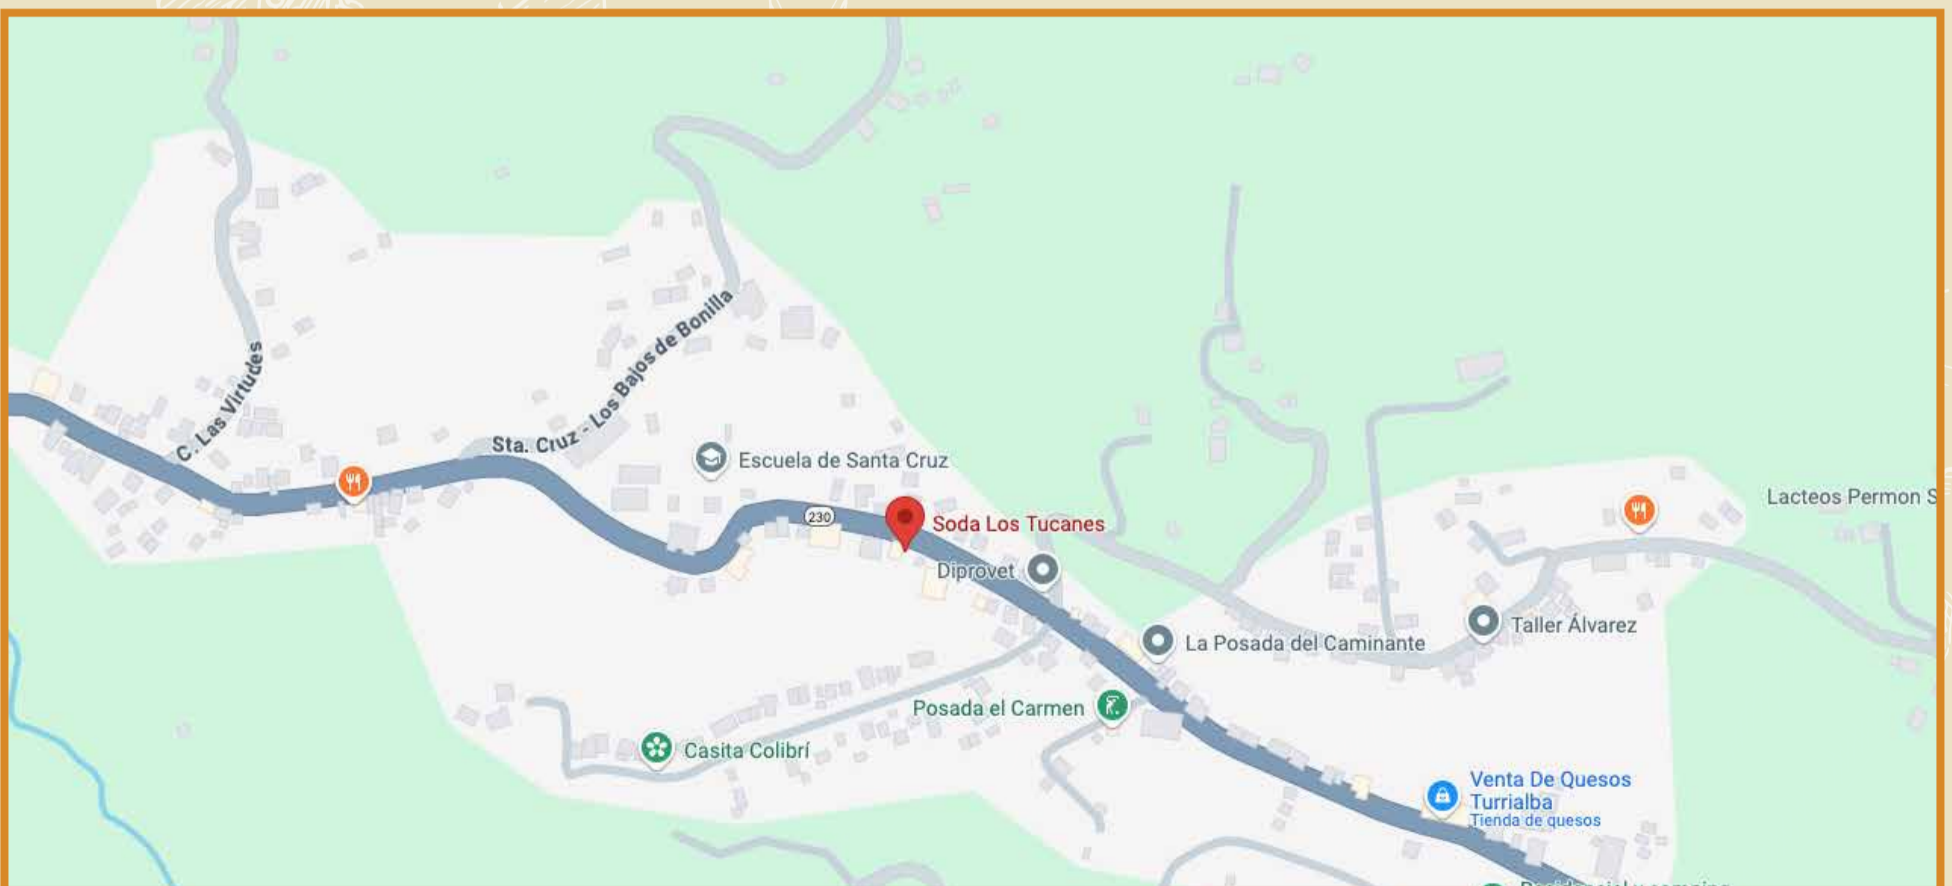 C. Las Virtudes
Sta. Cruz - Los Bajos de Bonilla
Escuela de Santa Cruz
Lacteos Permon S
230
Soda Los Tucanes
Diprovet
Taller Álvarez
La Posada del Caminante
Posada el Carmen
Casita Colibrí
Venta De Quesos
Turrialba
Tienda de quesos